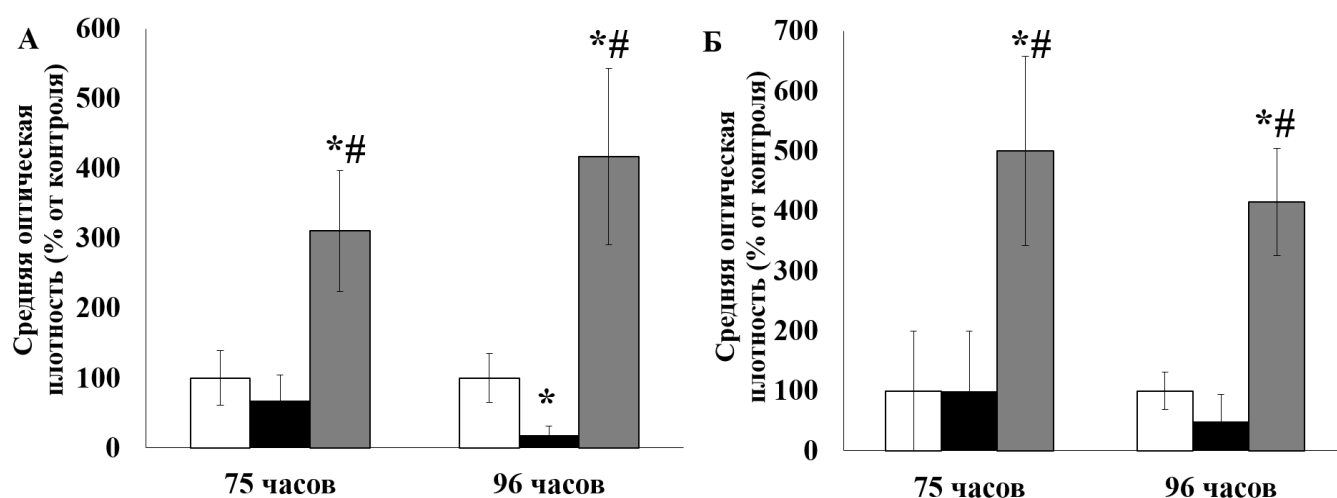 А
Средняя оптическая
плотность (% от контроля)
600
500
400
300
200
100
0
*#
*
*#
75 часов
96 часов
Б
Средняя оптическая
плотность (% от контроля)
700
600
500
400
300
200
100
0
*#
*#
75 часов
96 часов